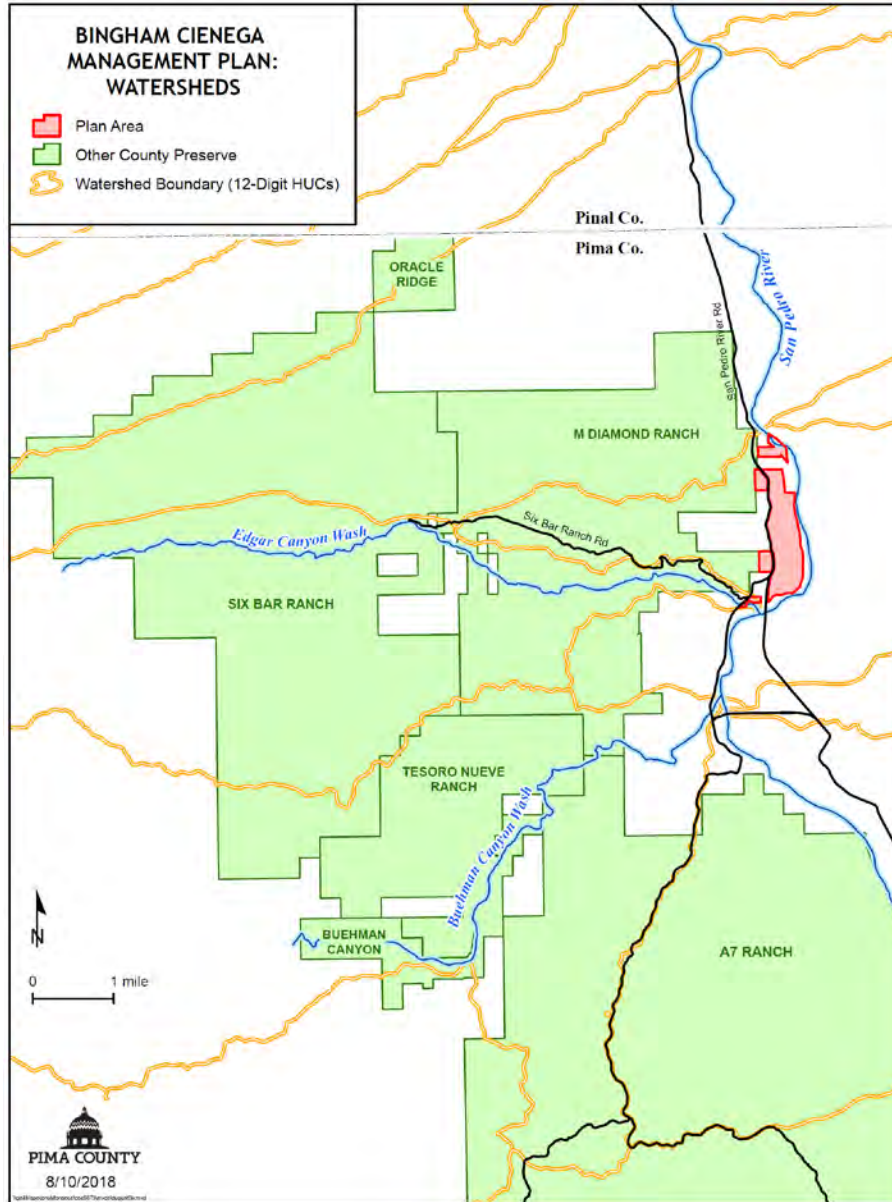 BINGHAM CIENEGA
MANAGEMENT PLAN:
WATERSHEDS
Plan Area
Other County Preserve
Watershed Boundary (12-Digit HUCs)
Pinal Co.
Pima Co.
ORACLE
RIDGE
San Pedro River
San Pedro River Rd
M DIAMOND RANCH
Six Bar Ranch Rd
Edgar Canyon Wash
SIX BAR RANCH
TESORO NUEVE
RANCH
Buehman Canyon Wash
BUEHMAN
CANYON
A7 RANCH
N
0 1 mile
PIMA COUNTY
8/10/2018